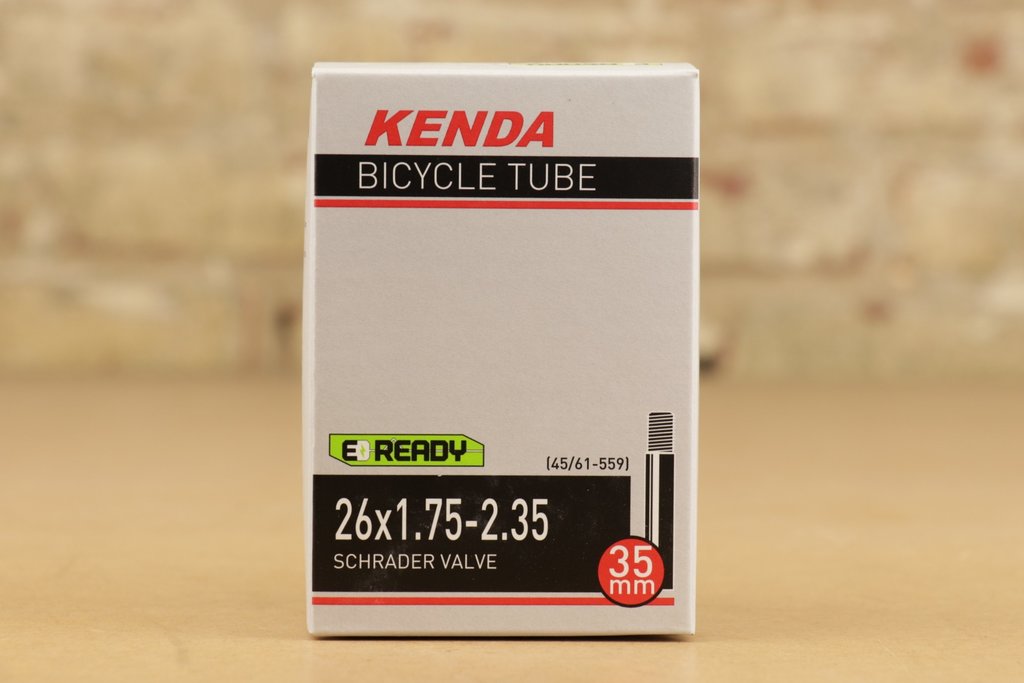 KENDA
BICYCLE TUBE
READY
(45/61-559)
26x1.75-2.35
SCHRADER VALVE
35
mm